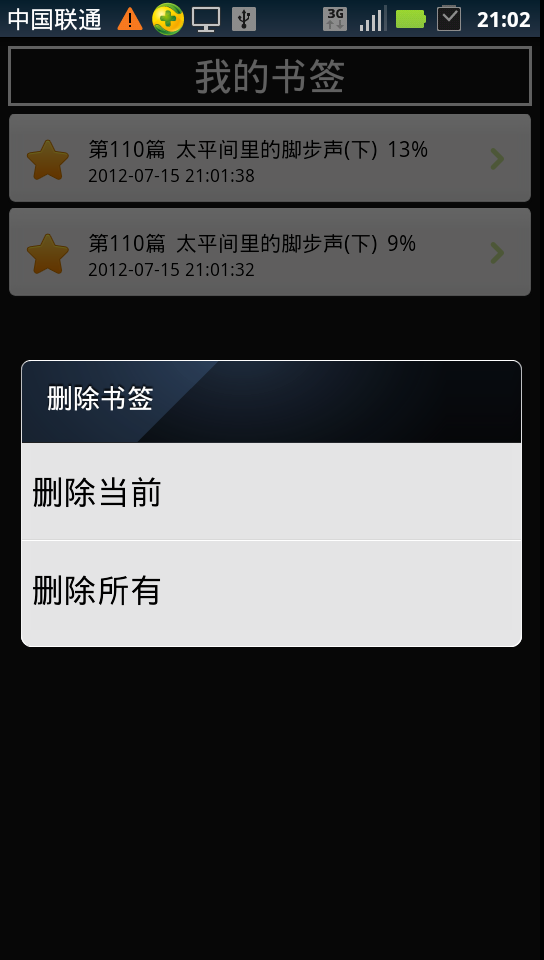 中国联通 3G 21:02
我的书签
第110篇 太平间里的脚步声(下) 13%
2012-07-15 21:01:38
第110篇 太平间里的脚步声(下) 9%
2012-07-15 21:01:32
删除书签
删除当前
删除所有